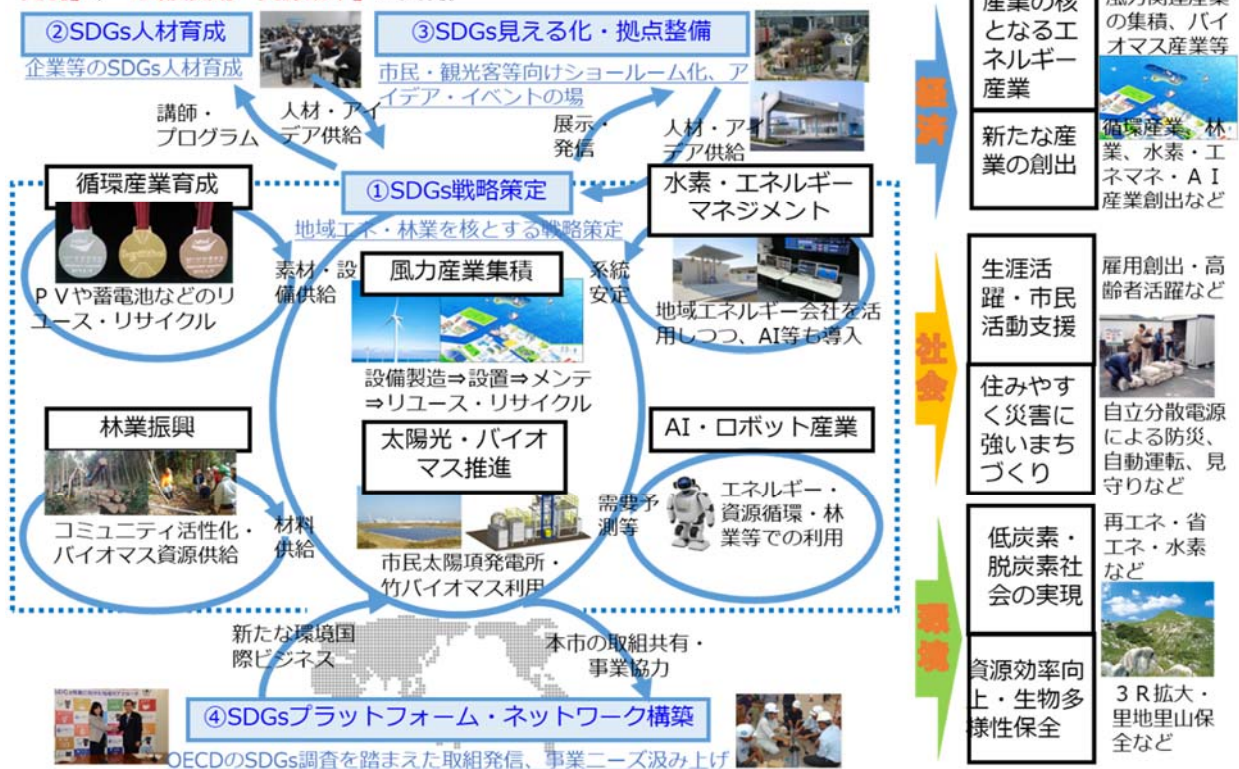 ②SDGs人材育成
企業等のSDGs人材育成
③SDGs見える化・拠点整備
市民・観光客等向けショールーム化、ア
イデア・イベントの場
講師・
プログラム
人材・アイ
デア供給
展示・
発信
人材・アイ
デア供給
①SDGs戦略策定
地域エネ・林業を核とする戦略策定
循環産業育成
PVや蓄電池などのリ
ユース・リサイクル
素材・設
備供給
風力産業集積
設備製造⇒設置⇒メンテ
⇒リユース・リサイクル
系統
安定
水素・エネルギー
マネジメント
地域エネルギー会社を活
用しつつ、AI等も導入
林業振興
コミュニティ活性化・
バイオマス資源供給
材料
供給
太陽光・バイオ
マス推進
市民太陽項発電所・
竹バイオマス利用
需要予
測等
AI・ロボット産業
エネルギー・
資源循環・林
業等での利用
新たな環境国
際ビジネス
本市の取組共有・
事業協力
④SDGsプラットフォーム・ネットワーク構築
OECDのSDGs調査を踏まえた取組発信、事業ニーズ汲み上げ
経済
産業の核
となるエ
ネルギー
産業
風力関連産業
の集積、バイ
オマス産業等
新たな産
業の創出
循環産業、林
業、水素・エ
ネマネ・AI
産業創出など
社会
生涯活
躍・市民
活動支援
雇用創出・高
齢者活躍など
住みやす
く災害に
強いまち
づくり
自立分散電源
による防災、
自動運転、見
守りなど
環境
低炭素・
脱炭素社
会の実現
再エネ・省
エネ・水素
など
資源効率向
上・生物多
様性保全
3R拡大・
里地里山保
全など